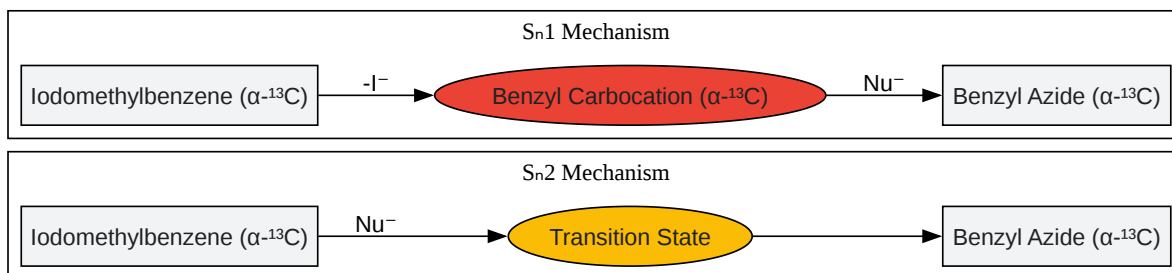 Sₙ1 Mechanism
Iodomethylbenzene (α-¹³C)
-I⁻
Benzyl Carbocation (α-¹³C)
Nu⁻
Benzyl Azide (α-¹³C)
Sₙ2 Mechanism
Iodomethylbenzene (α-¹³C)
Nu⁻
Transition State
Benzyl Azide (α-¹³C)